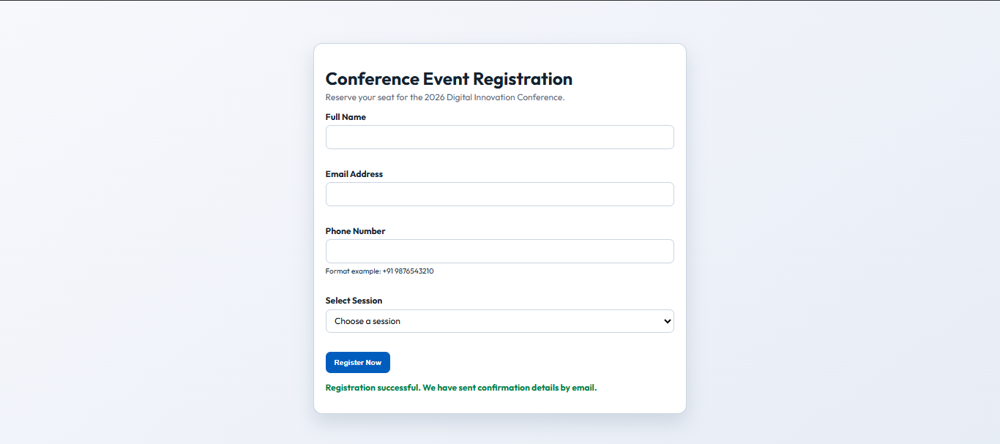 Conference Event Registration
Reserve your seat for the 2026 Digital Innovation Conference.
Full Name
Email Address
Phone Number
Format example: +91 9876543210
Select Session
Choose a session
Register Now
Registration successful. We have sent confirmation details by email.